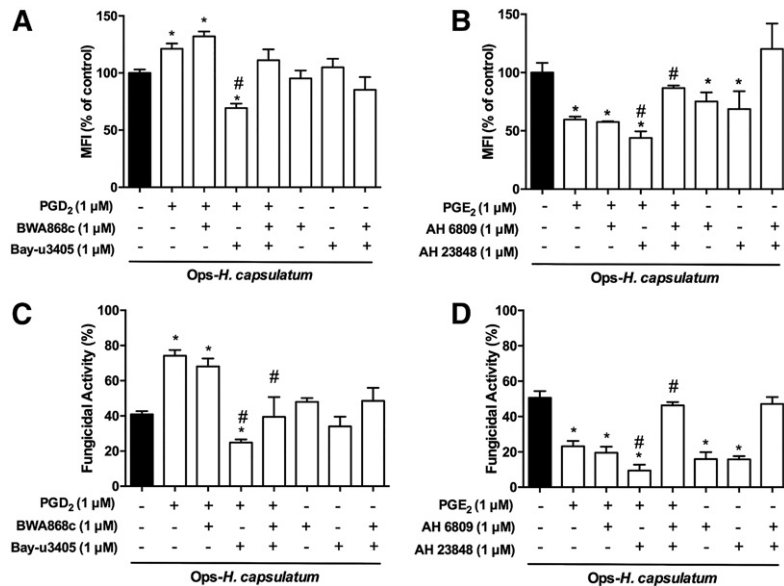 A
MFI (% of control)
150
100
50
0
* * # *
PGD₂ (1 µM) - + + + + - - -
BWA868c (1 µM) - - + - + + - +
Bay-u3405 (1 µM) - - - + + - + +
Ops-H. capsulatum
B
MFI (% of control)
150
100
50
0
* * # * # * *
PGE₂ (1 µM) - + + + + - - -
AH 6809 (1 µM) - - + - + + - +
AH 23848 (1 µM) - - - + + - + +
Ops-H. capsulatum
C
Fungicidal Activity (%)
100
80
60
40
20
0
* * # * #
PGD₂ (1 µM) - + + + + - - -
BWA868c (1 µM) - - + - + + - +
Bay-u3405 (1 µM) - - - + + - + +
Ops-H. capsulatum
D
Fungicidal Activity (%)
100
80
60
40
20
0
* * # * # * *
PGE₂ (1 µM) - + + + + - - -
AH 6809 (1 µM) - - + - + + - +
AH 23848 (1 µM) - - - + + - + +
Ops-H. capsulatum